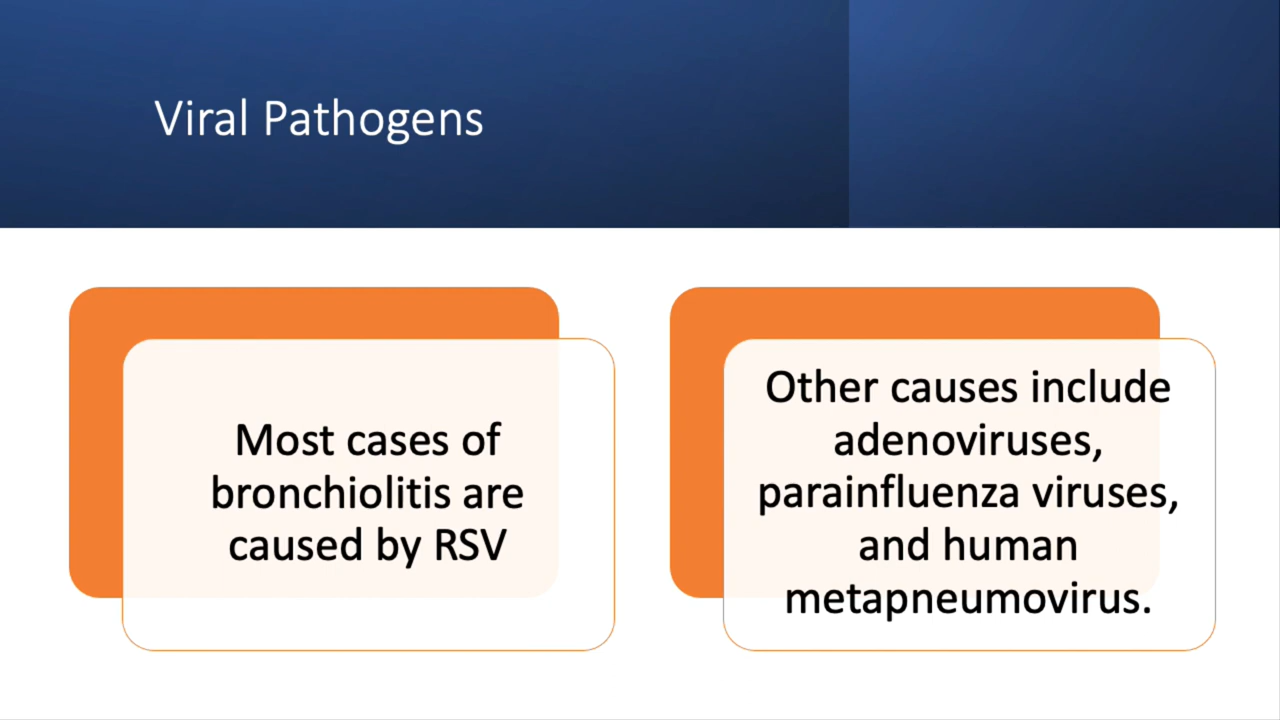 Viral Pathogens
Most cases of
bronchiolitis are
caused by RSV
Other causes include
adenoviruses,
parainfluenza viruses,
and human
metapneumovirus.